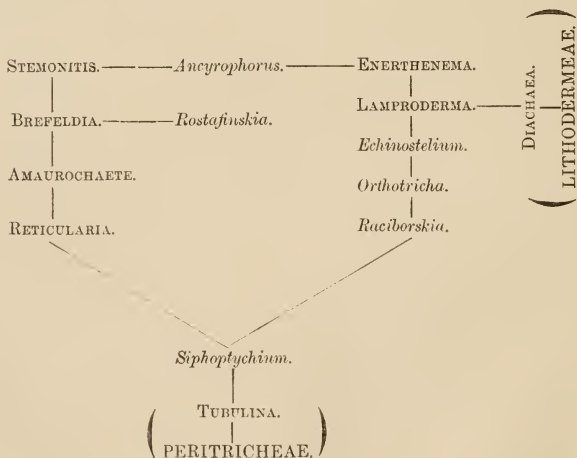 STEMONITIS. Ancyrophorus. ENERTHENEMA.
LAMPRODERMA. DIACHAEA. LITHODERMEAE.
BREFELDIA. Rostafinskia.
Echinostelium.
AMAUROCHAETE.
Orthotricha.
RETICULARIA. Raciborskia.
Siphoptychium.
TUBULINA.
PERITRICHEAE.